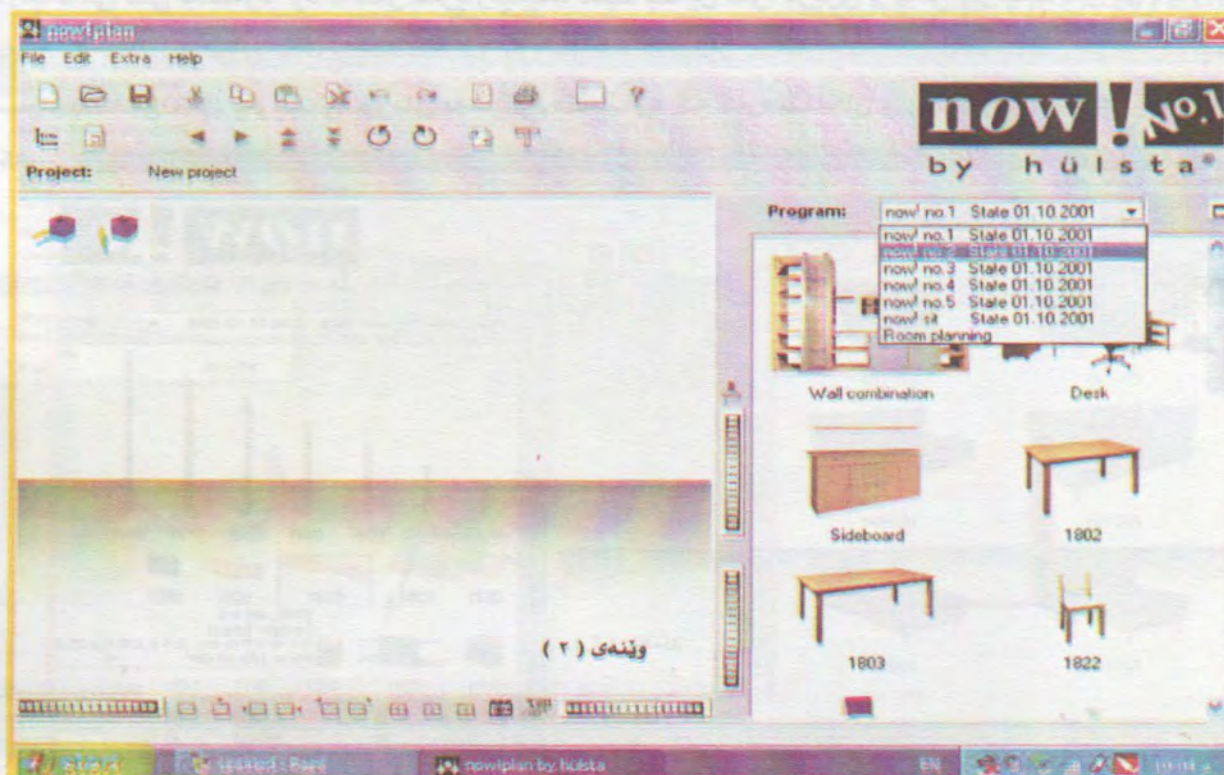 now!plan
File Edit Extra Help
now! No.1
by hülsta®
Project: New project
Program: now! no.1 State 01.10.2001
now! no.1 State 01.10.2001
now! no.2 State 01.10.2001
now! no.3 State 01.10.2001
now! no.4 State 01.10.2001
now! no.5 State 01.10.2001
now! sit State 01.10.2001
Room planning
Wall combination Desk
Sideboard 1802
1803 1822
وێنەی ( ٢ )
start now!plan by hülsta EN